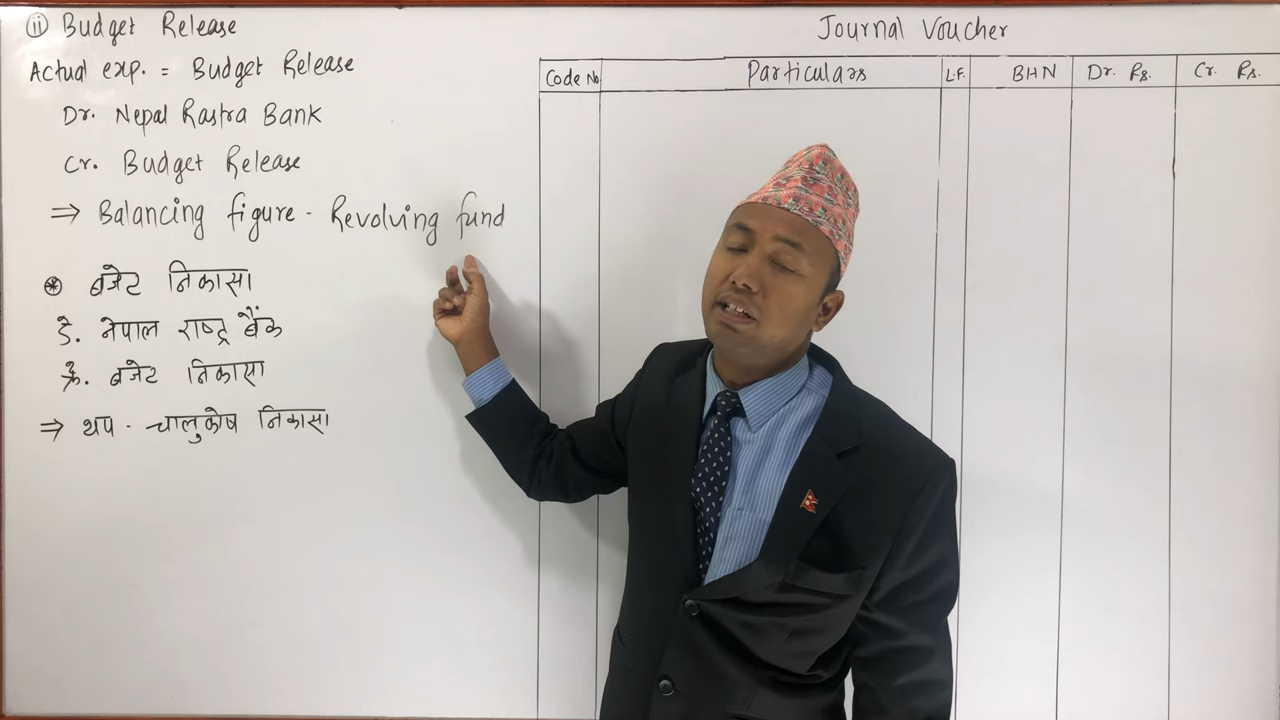 ii Budget Release
Actual exp. = Budget Release
Dr. Nepal Rastra Bank
Cr. Budget Release
⇒ Balancing figure - Revolving fund
* बजेट निकासा
डे. नेपाल राष्ट्र बैंक
क्रे. बजेट निकासा
⇒ थप - चालुकोष निकासा
Journal Voucher
Code No Particulars L.F. BHN Dr. Rs. Cr. Rs.